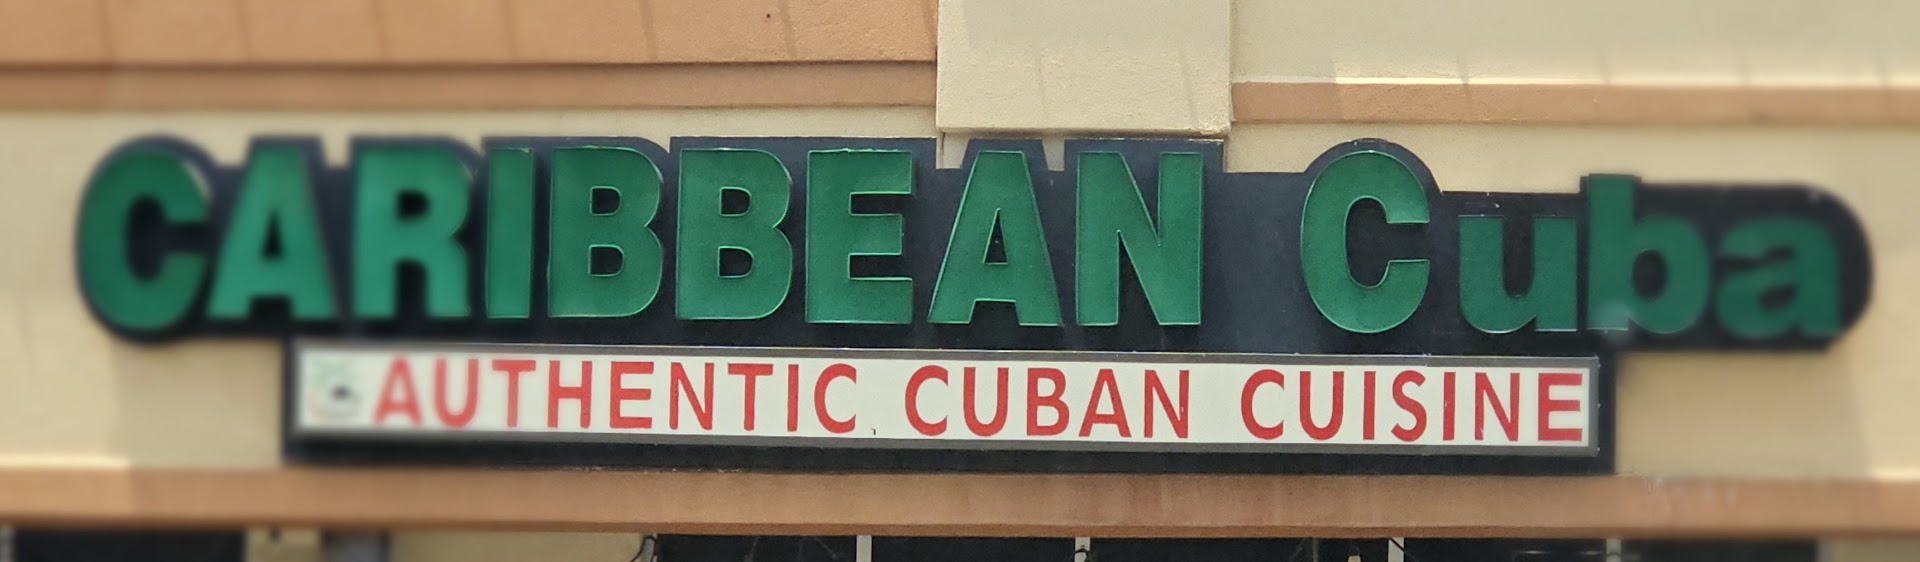 CARIBBEAN Cuba
AUTHENTIC CUBAN CUISINE